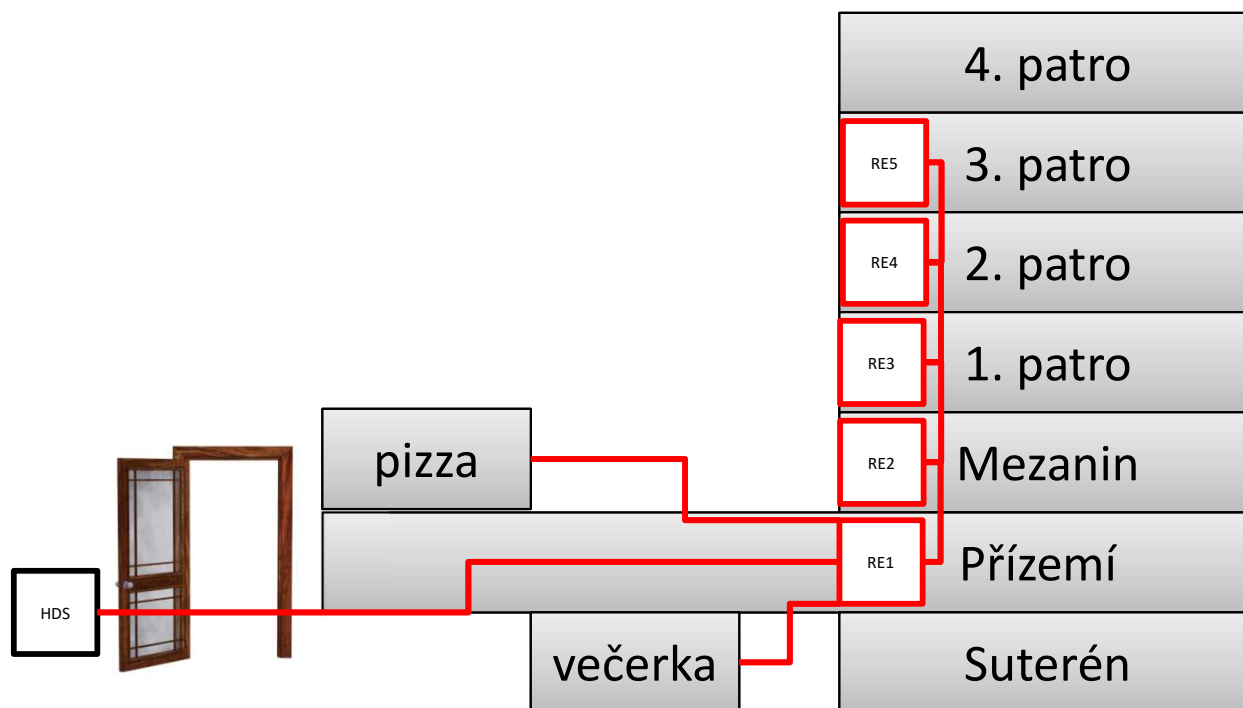 4. patro
RE5
3. patro
RE4
2. patro
RE3
1. patro
pizza
RE2
Mezanin
HDS
RE1
Přízemí
večerka
Suterén